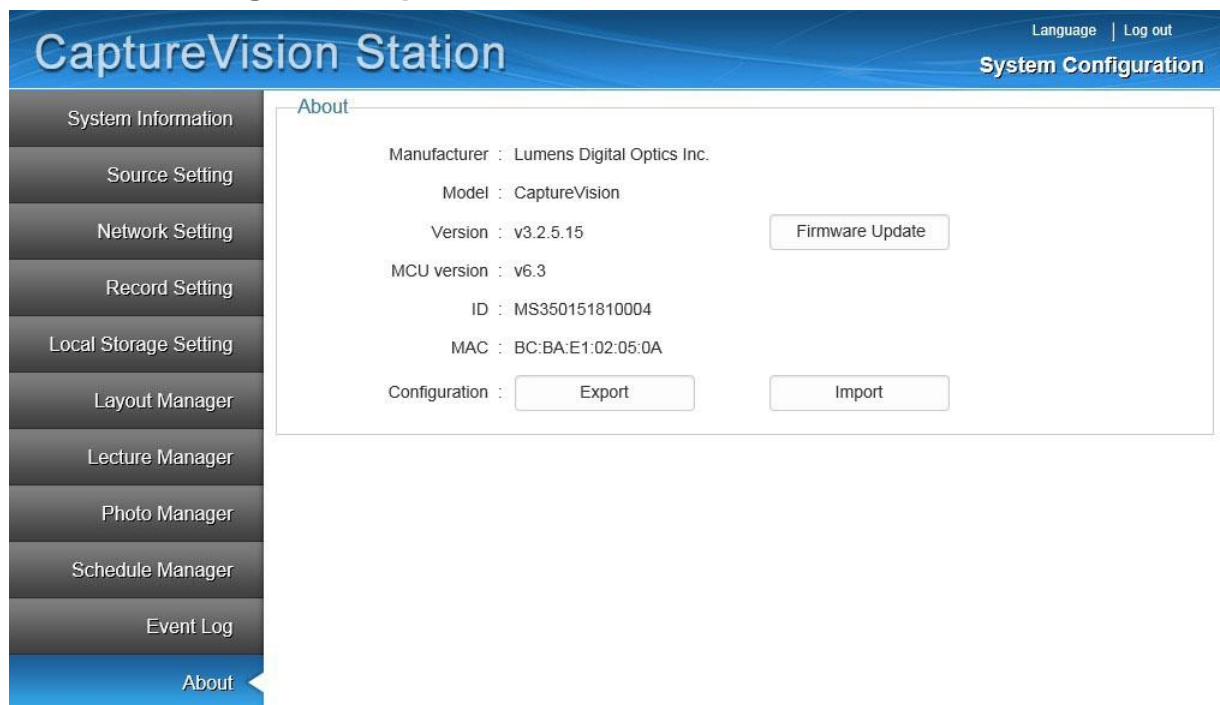 CaptureVision Station
Language | Log out
System Configuration
System Information
Source Setting
Network Setting
Record Setting
Local Storage Setting
Layout Manager
Lecture Manager
Photo Manager
Schedule Manager
Event Log
About
About
Manufacturer : Lumens Digital Optics Inc.
Model : CaptureVision
Version : v3.2.5.15 Firmware Update
MCU version : v6.3
ID : MS350151810004
MAC : BC:BA:E1:02:05:0A
Configuration : Export Import